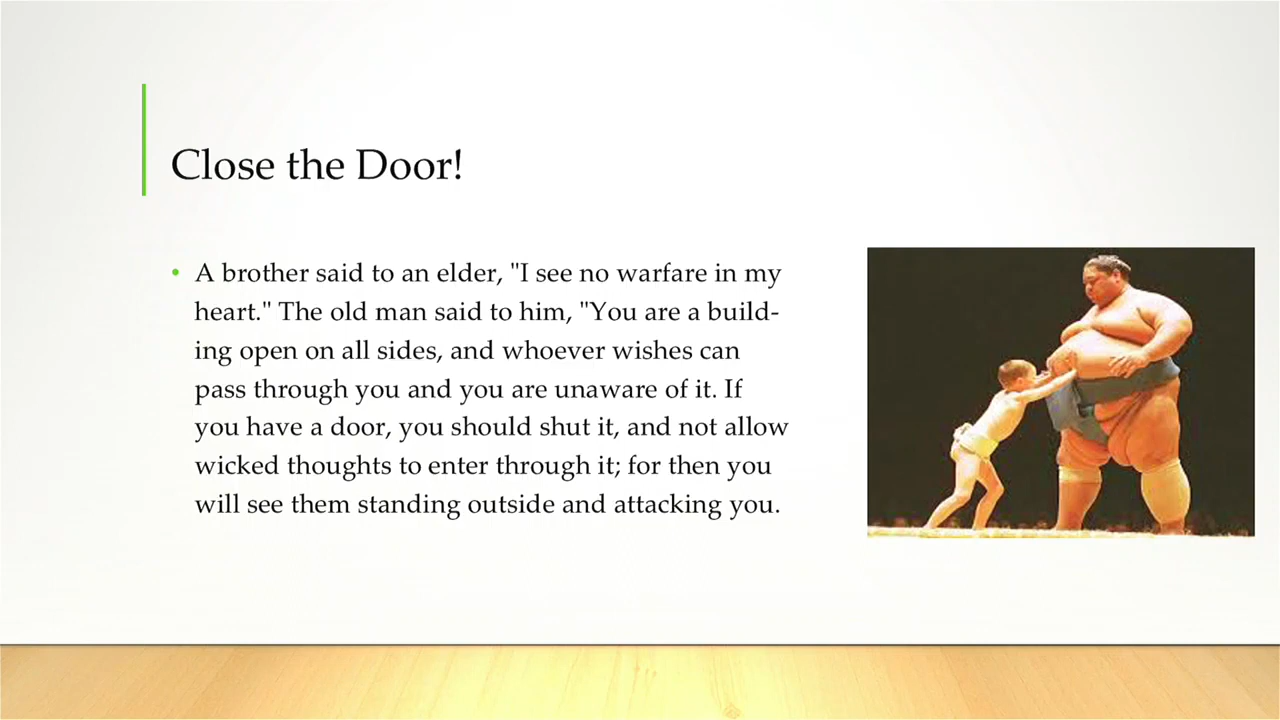 Close the Door!
• A brother said to an elder, "I see no warfare in my
heart." The old man said to him, "You are a build-
ing open on all sides, and whoever wishes can
pass through you and you are unaware of it. If
you have a door, you should shut it, and not allow
wicked thoughts to enter through it; for then you
will see them standing outside and attacking you.